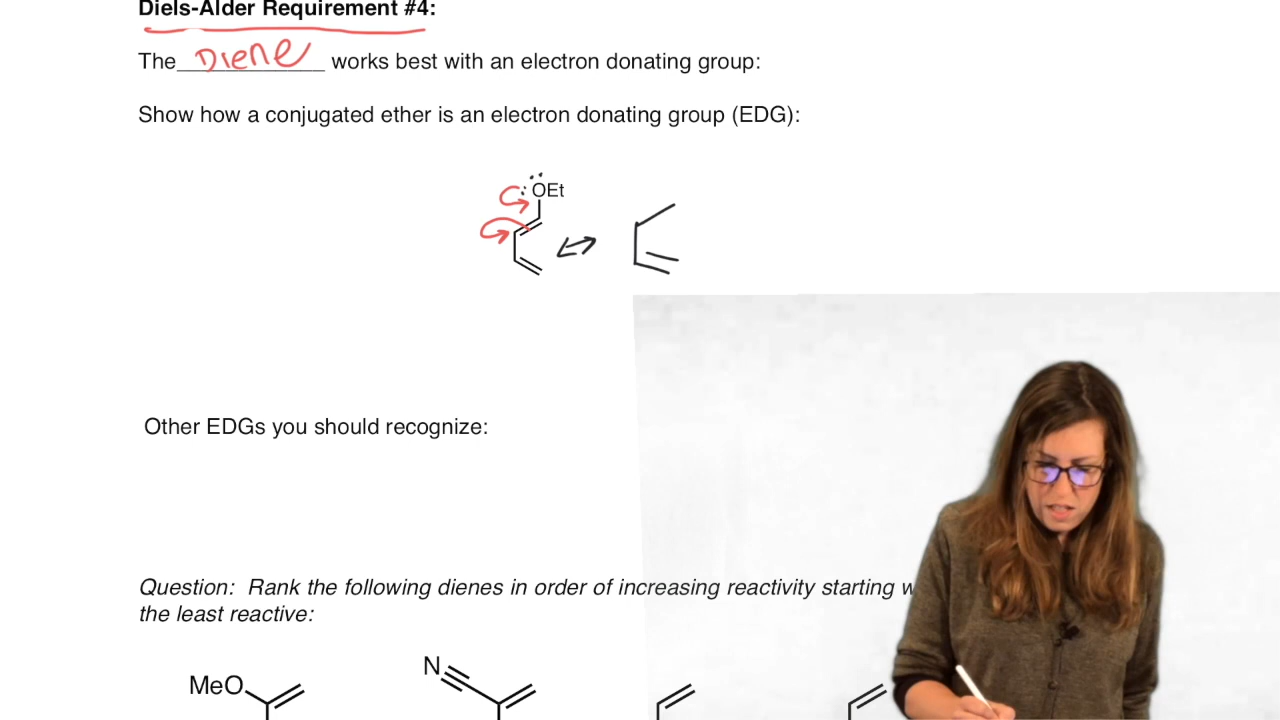 Diels-Alder Requirement #4:
The Diene works best with an electron donating group:
Show how a conjugated ether is an electron donating group (EDG):
:OEt
Other EDGs you should recognize:
Question: Rank the following dienes in order of increasing reactivity starting w
the least reactive:
MeO
N